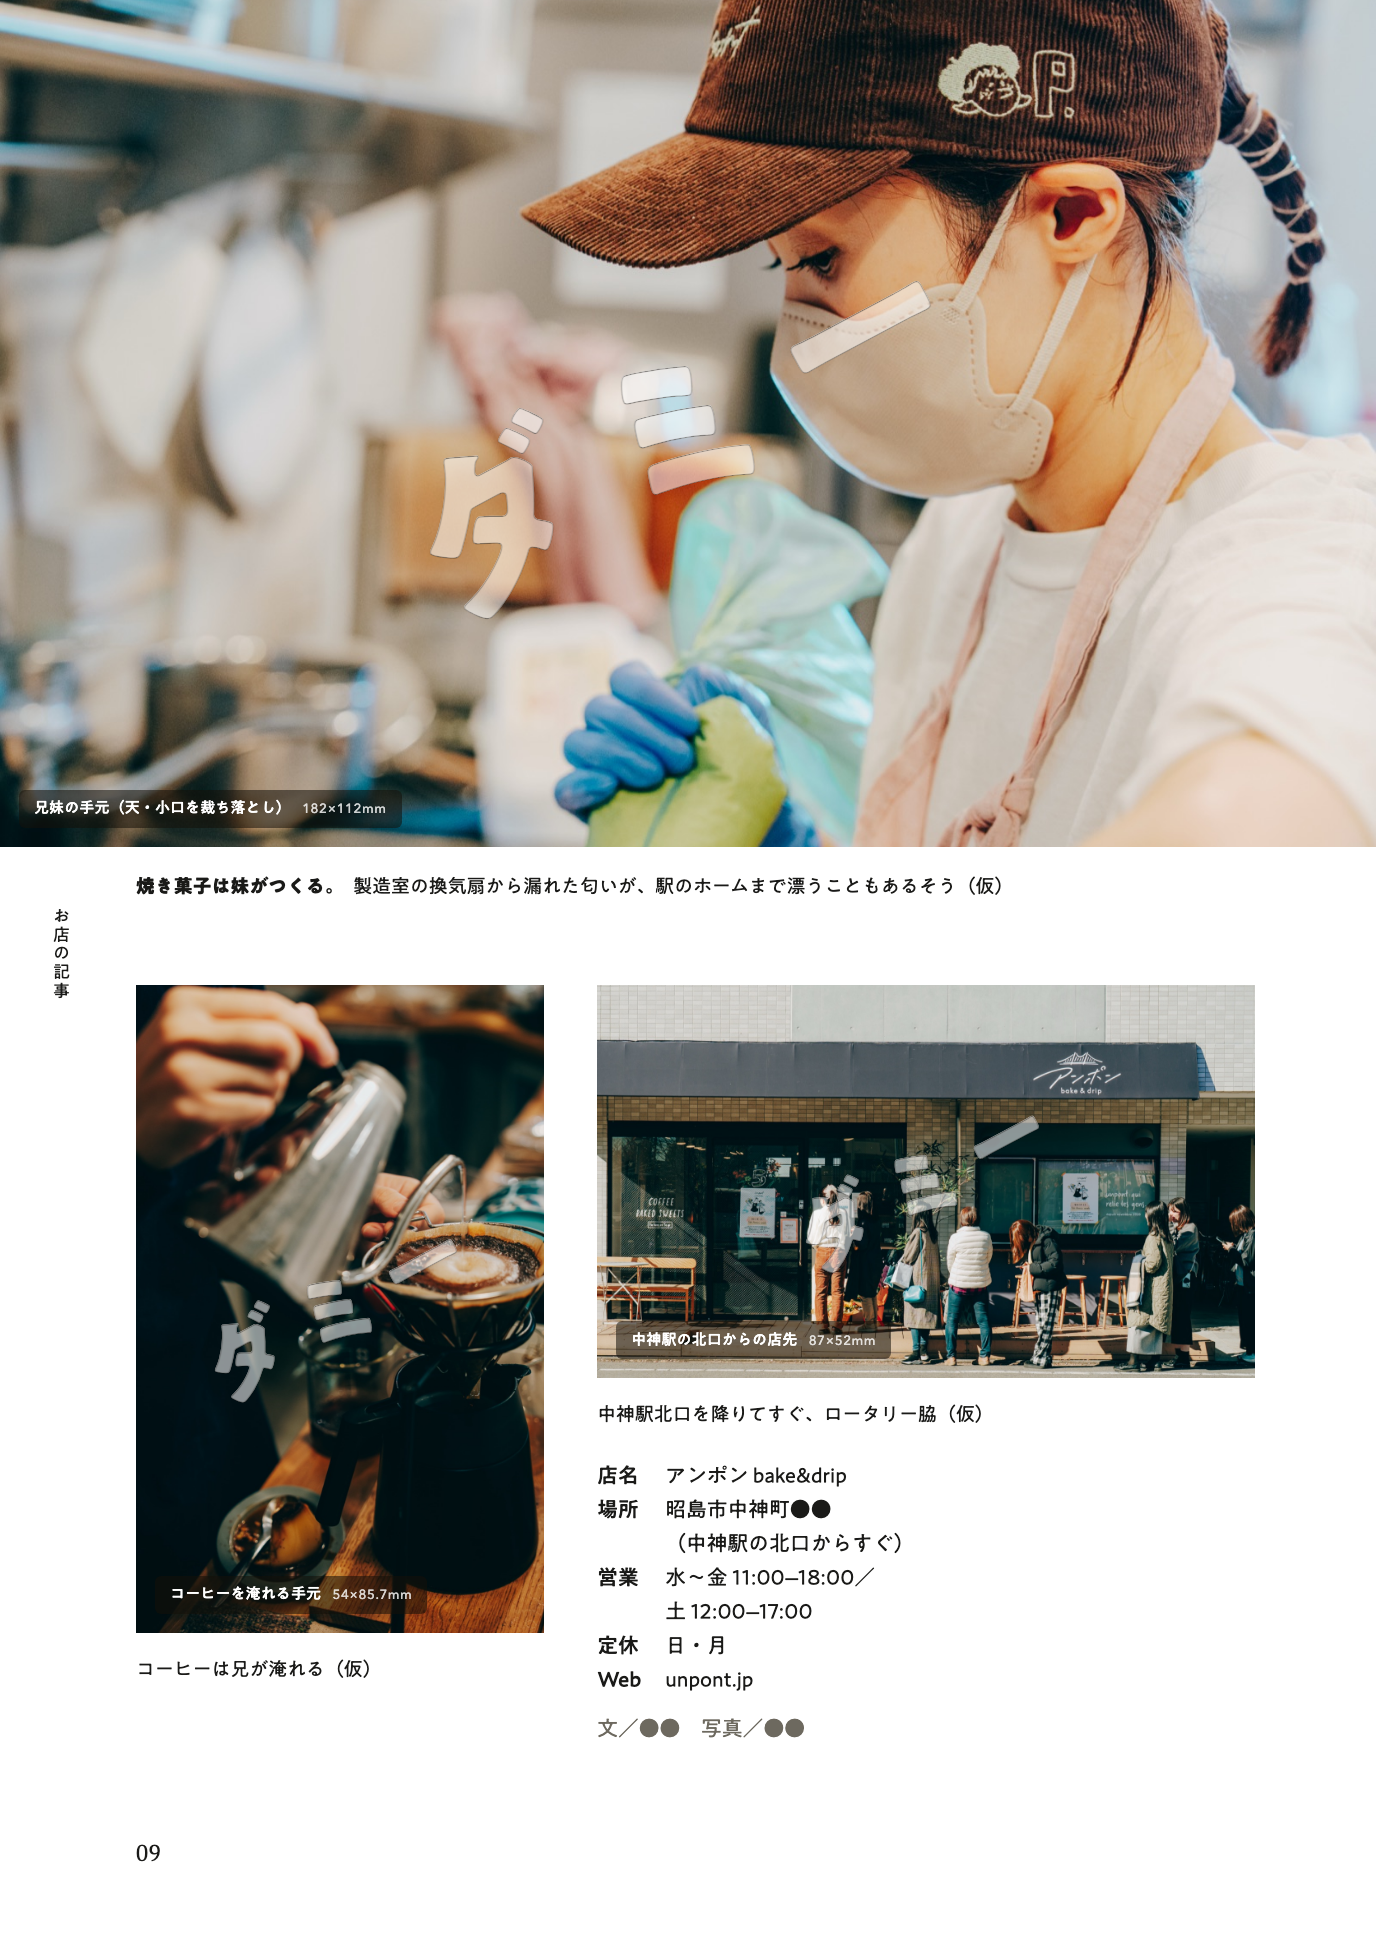 P.
ダミー
兄妹の手元（天・小口を裁ち落とし） 182×112mm
焼き菓子は妹がつくる。 製造室の換気扇から漏れた匂いが、駅のホームまで漂うこともあるそう（仮）
お店の記事
ダミー
コーヒーを淹れる手元 54×85.7mm
コーヒーは兄が淹れる（仮）
アンポン
bake & drip
COFFEE
BAKED SWEETS
ダミー
中神駅の北口からの店先 87×52mm
中神駅北口を降りてすぐ、ロータリー脇（仮）
店名 アンポン bake&drip
場所 昭島市中神町●●
（中神駅の北口からすぐ）
営業 水～金 11:00–18:00／
土 12:00–17:00
定休 日・月
Web unpont.jp
文／●● 写真／●●
09